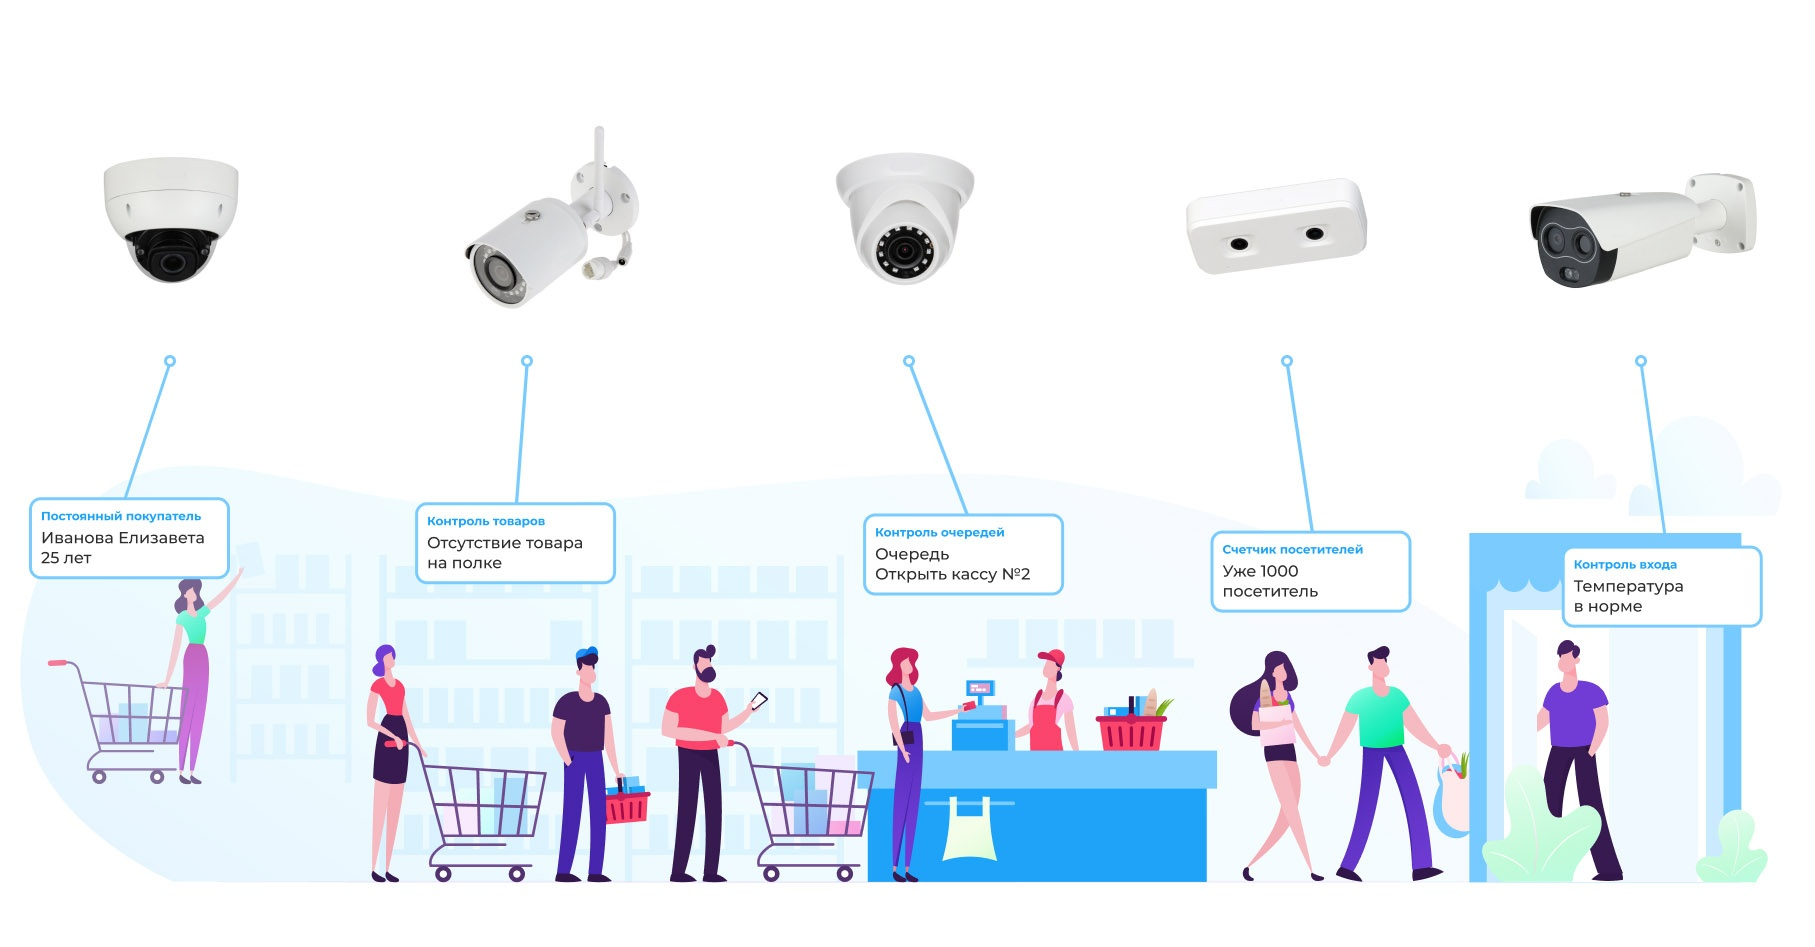 Постоянный покупатель
Иванова Елизавета
25 лет
Контроль товаров
Отсутствие товара
на полке
Контроль очередей
Очередь
Открыть кассу №2
Счетчик посетителей
Уже 1000
посетитель
Контроль входа
Температура
в норме